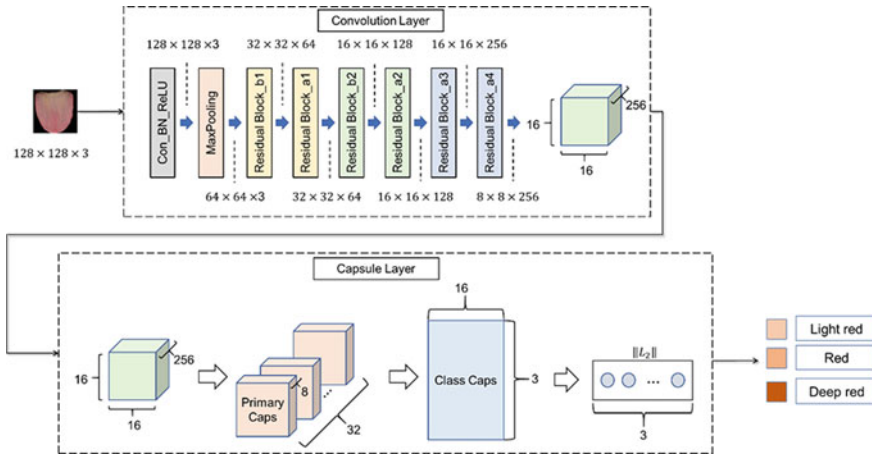 Convolution Layer
128 × 128 ×3
32 × 32 × 64
16 × 16 × 128
16 × 16 × 256
Con_BN_ReLU
MaxPooling
Residual Block_b1
Residual Block_a1
Residual Block_b2
Residual Block_a2
Residual Block_a3
Residual Block_a4
256
16
16
128 × 128 × 3
64 × 64 ×3
32 × 32 × 64
16 × 16 × 128
8 × 8 × 256
Capsule Layer
256
16
16
Primary
Caps
8
...
32
16
Class Caps
3
‖L₂‖
...
3
Light red
Red
Deep red